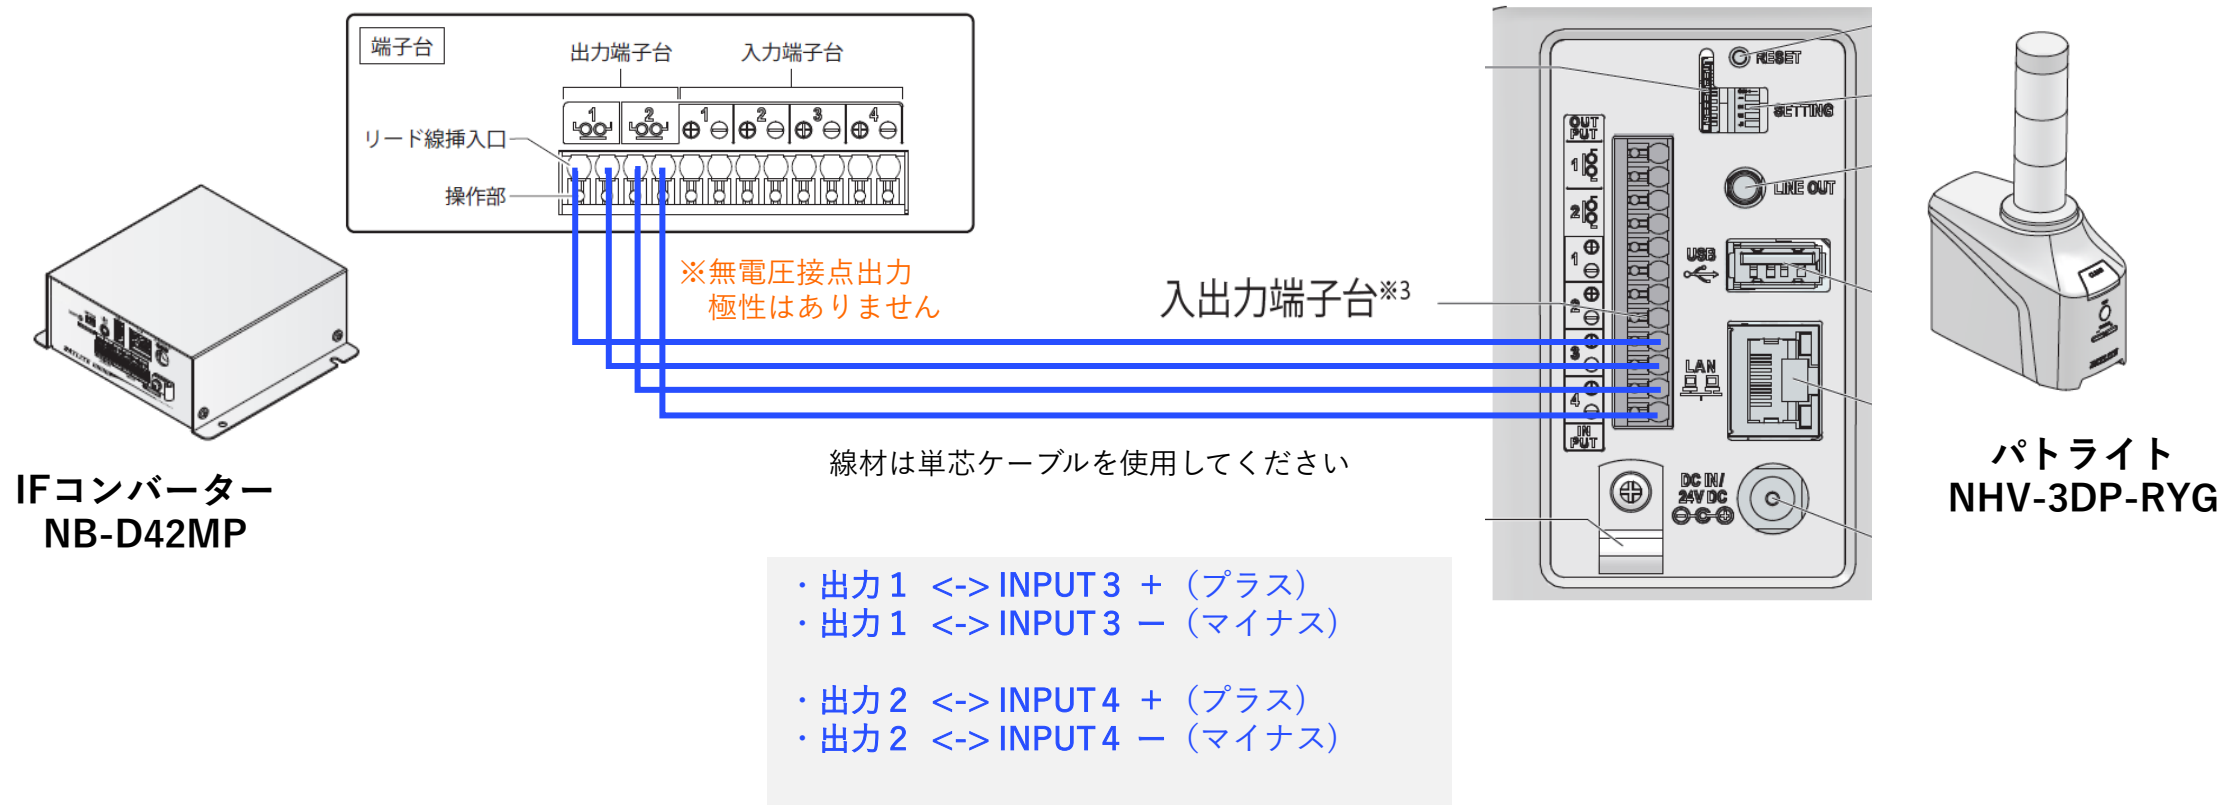 端子台
出力端子台
入力端子台
1
2
1
2
3
4
リード線挿入口
操作部
※無電圧接点出力
極性はありません
入出力端子台※3
線材は単芯ケーブルを使用してください
IFコンバーター
NB-D42MP
RESET
SETTING
OUT
PUT
1
2
1
2
3
4
IN
PUT
LINE OUT
USB
LAN
DC IN/
24V DC
パトライト
NHV-3DP-RYG
・出力1 <-> INPUT3 +（プラス）
・出力1 <-> INPUT3 ー（マイナス）
・出力2 <-> INPUT4 +（プラス）
・出力2 <-> INPUT4 ー（マイナス）